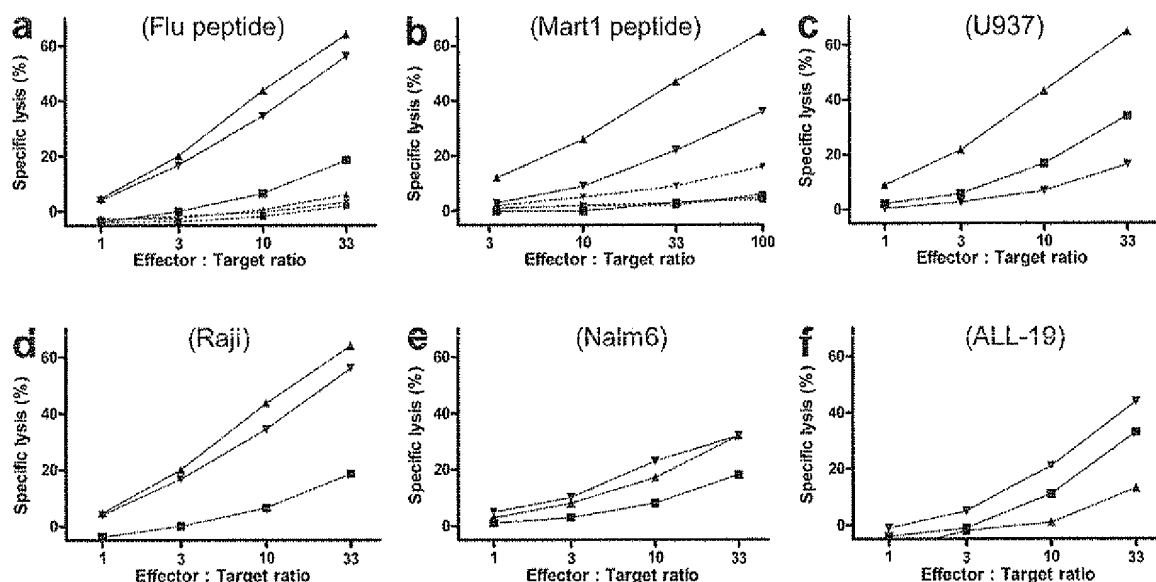 a (Flu peptide)
Specific lysis (%)
60
40
20
0
1 3 10 33
Effector : Target ratio
b (Mart1 peptide)
Specific lysis (%)
60
40
20
0
3 10 33 100
Effector : Target ratio
c (U937)
Specific lysis (%)
60
40
20
0
1 3 10 33
Effector : Target ratio
d (Raji)
Specific lysis (%)
60
40
20
0
1 3 10 33
Effector : Target ratio
e (Nalm6)
Specific lysis (%)
60
40
20
0
1 3 10 33
Effector : Target ratio
f (ALL-19)
Specific lysis (%)
60
40
20
0
1 3 10 33
Effector : Target ratio